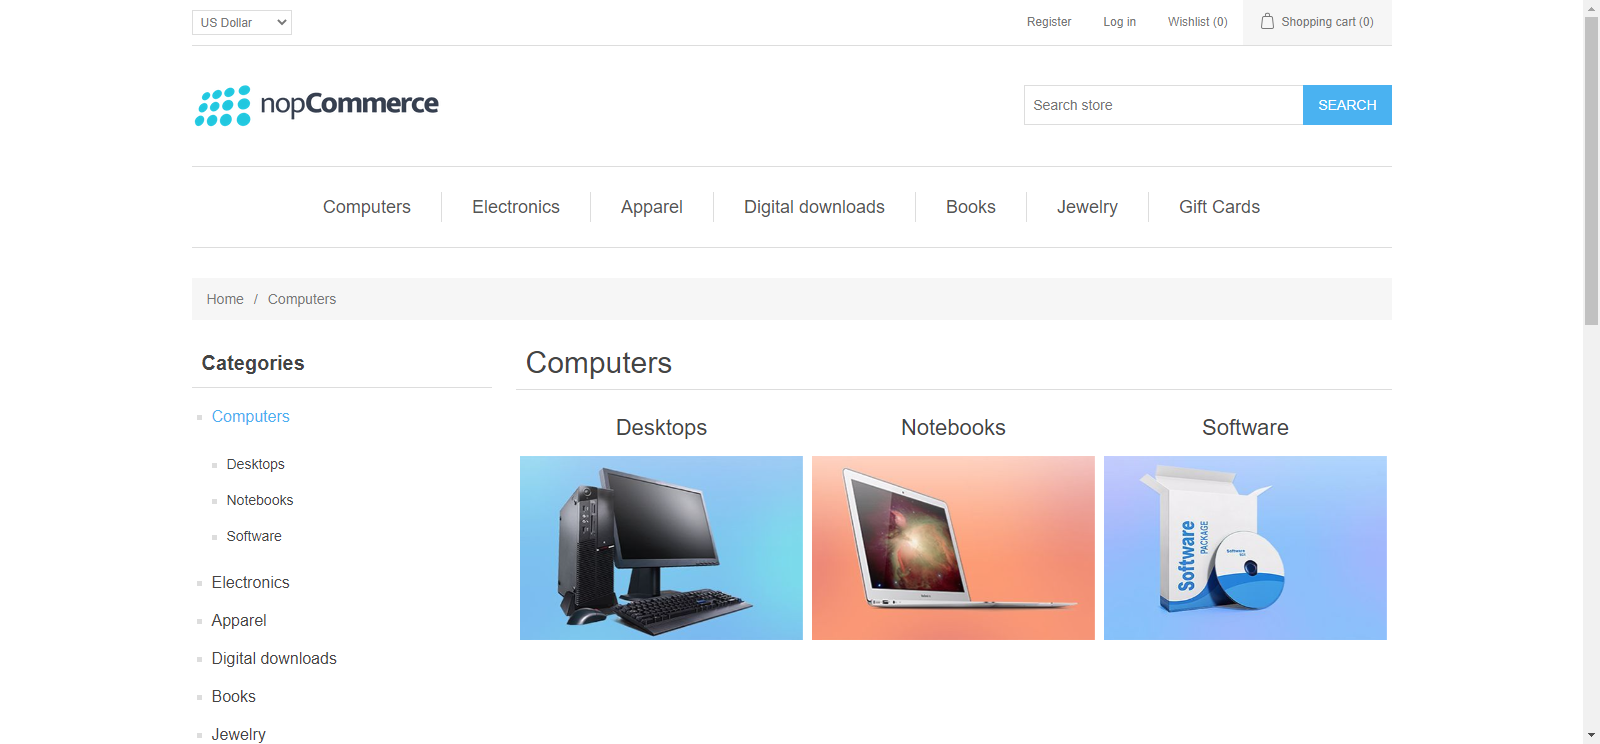 US Dollar
Register
Log in
Wishlist (0)
Shopping cart (0)
nopCommerce
Search store
SEARCH
Computers
Electronics
Apparel
Digital downloads
Books
Jewelry
Gift Cards
Home / Computers
Categories
Computers
Desktops
Notebooks
Software
Electronics
Apparel
Digital downloads
Books
Jewelry
Computers
Desktops
Notebooks
Software
Software
PACKAGE
Software